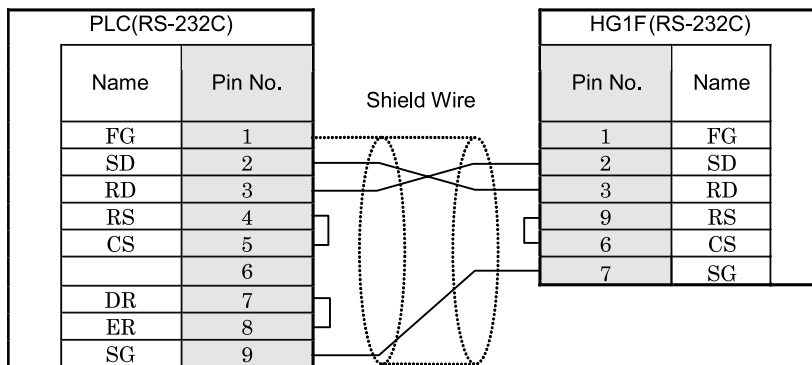 PLC(RS-232C) HG1F(RS-232C)
Name Pin No. Shield Wire Pin No. Name
FG 1 1 FG
SD 2 2 SD
RD 3 3 RD
RS 4 9 RS
CS 5 6 CS
6 7 SG
DR 7
ER 8
SG 9